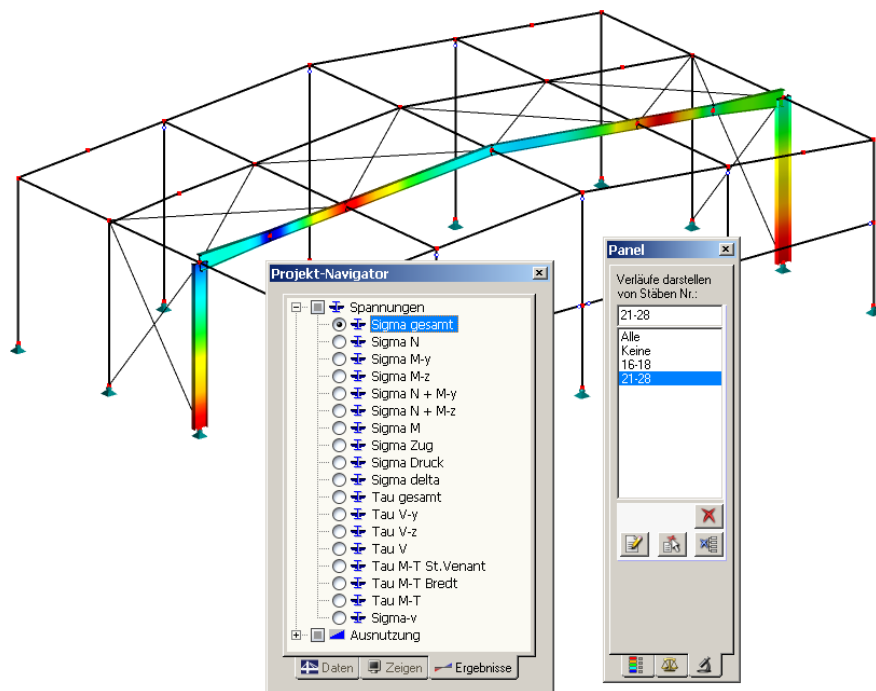 Projekt-Navigator
Spannungen
Sigma gesamt
Sigma N
Sigma M-y
Sigma M-z
Sigma N + M-y
Sigma N + M-z
Sigma M
Sigma Zug
Sigma Druck
Sigma delta
Tau gesamt
Tau V-y
Tau V-z
Tau V
Tau M-T St.Venant
Tau M-T Bredt
Tau M-T
Sigma-v
Ausnutzung
Daten Zeigen Ergebnisse
Panel
Verläufe darstellen
von Stäben Nr.:
21-28
Alle
Keine
16-18
21-28